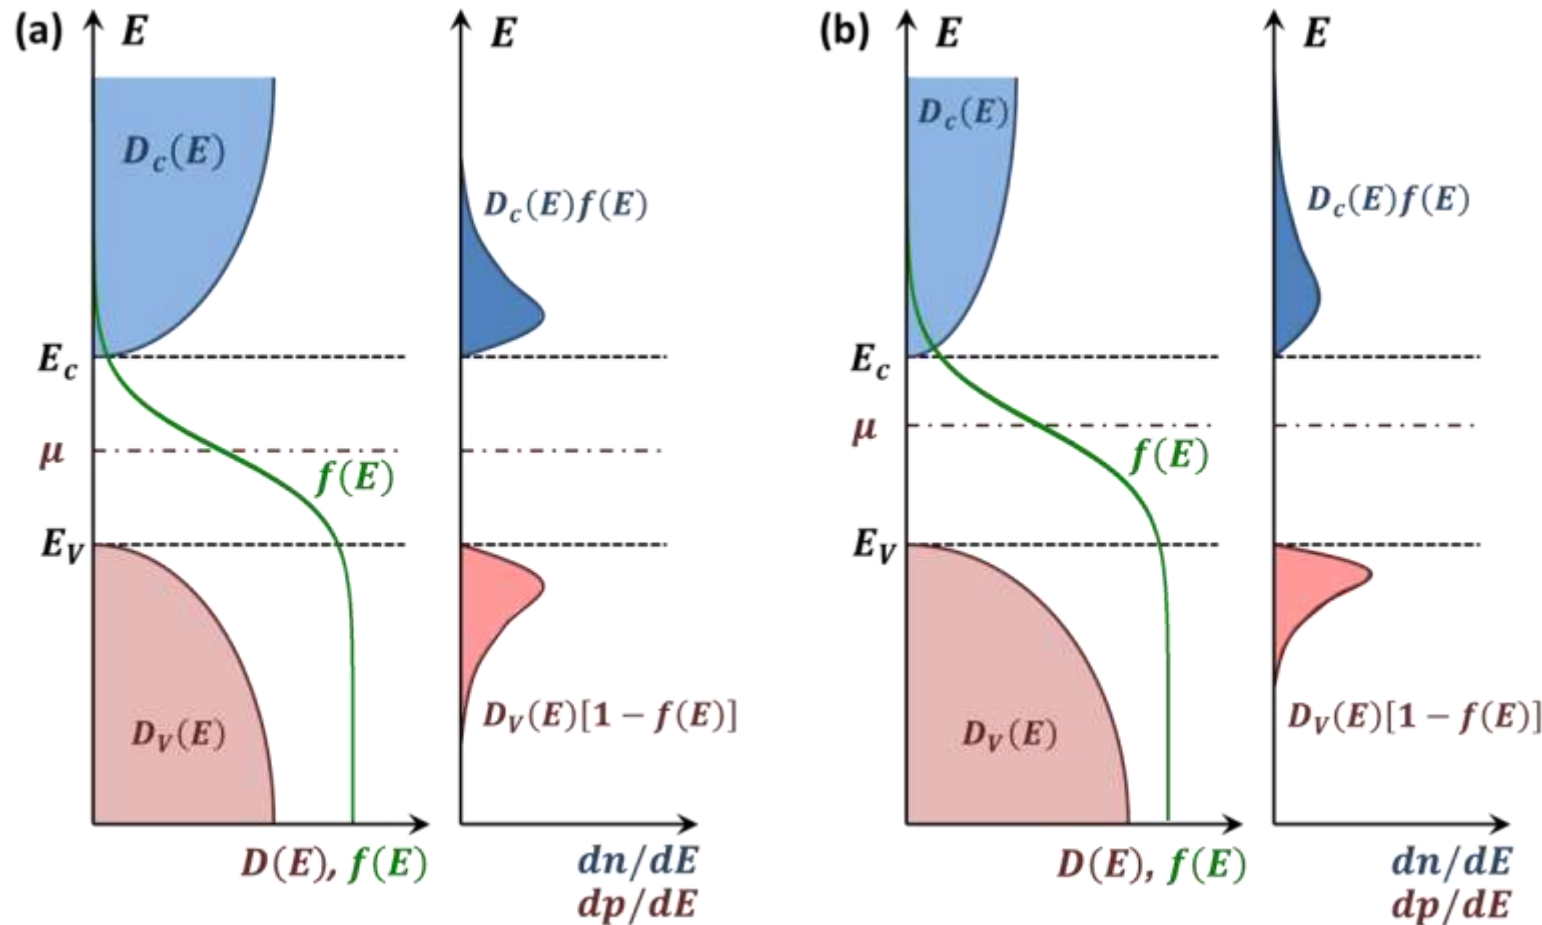 (a)
E
D_c(E)
E_c
μ
f(E)
E_V
D_V(E)
D(E), f(E)
E
D_c(E)f(E)
D_V(E)[1 − f(E)]
dn/dE
dp/dE
(b)
E
D_c(E)
E_c
μ
f(E)
E_V
D_V(E)
D(E), f(E)
E
D_c(E)f(E)
D_V(E)[1 − f(E)]
dn/dE
dp/dE